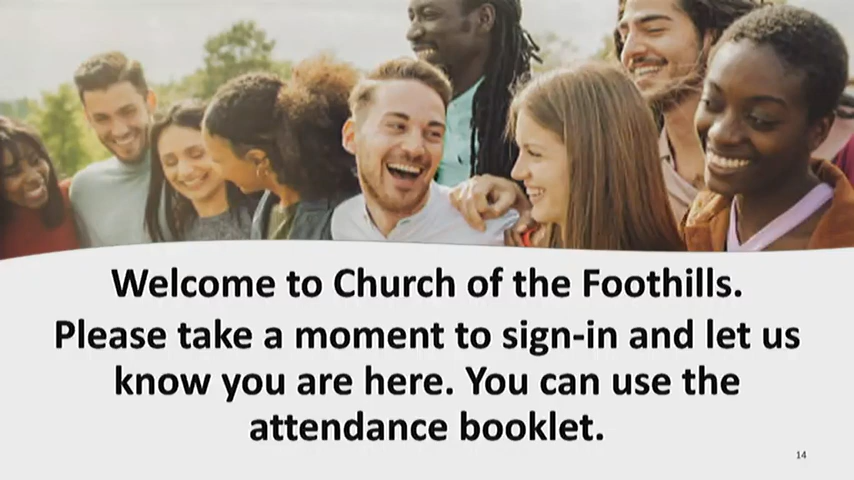 Welcome to Church of the Foothills.
Please take a moment to sign-in and let us
know you are here. You can use the
attendance booklet.
14